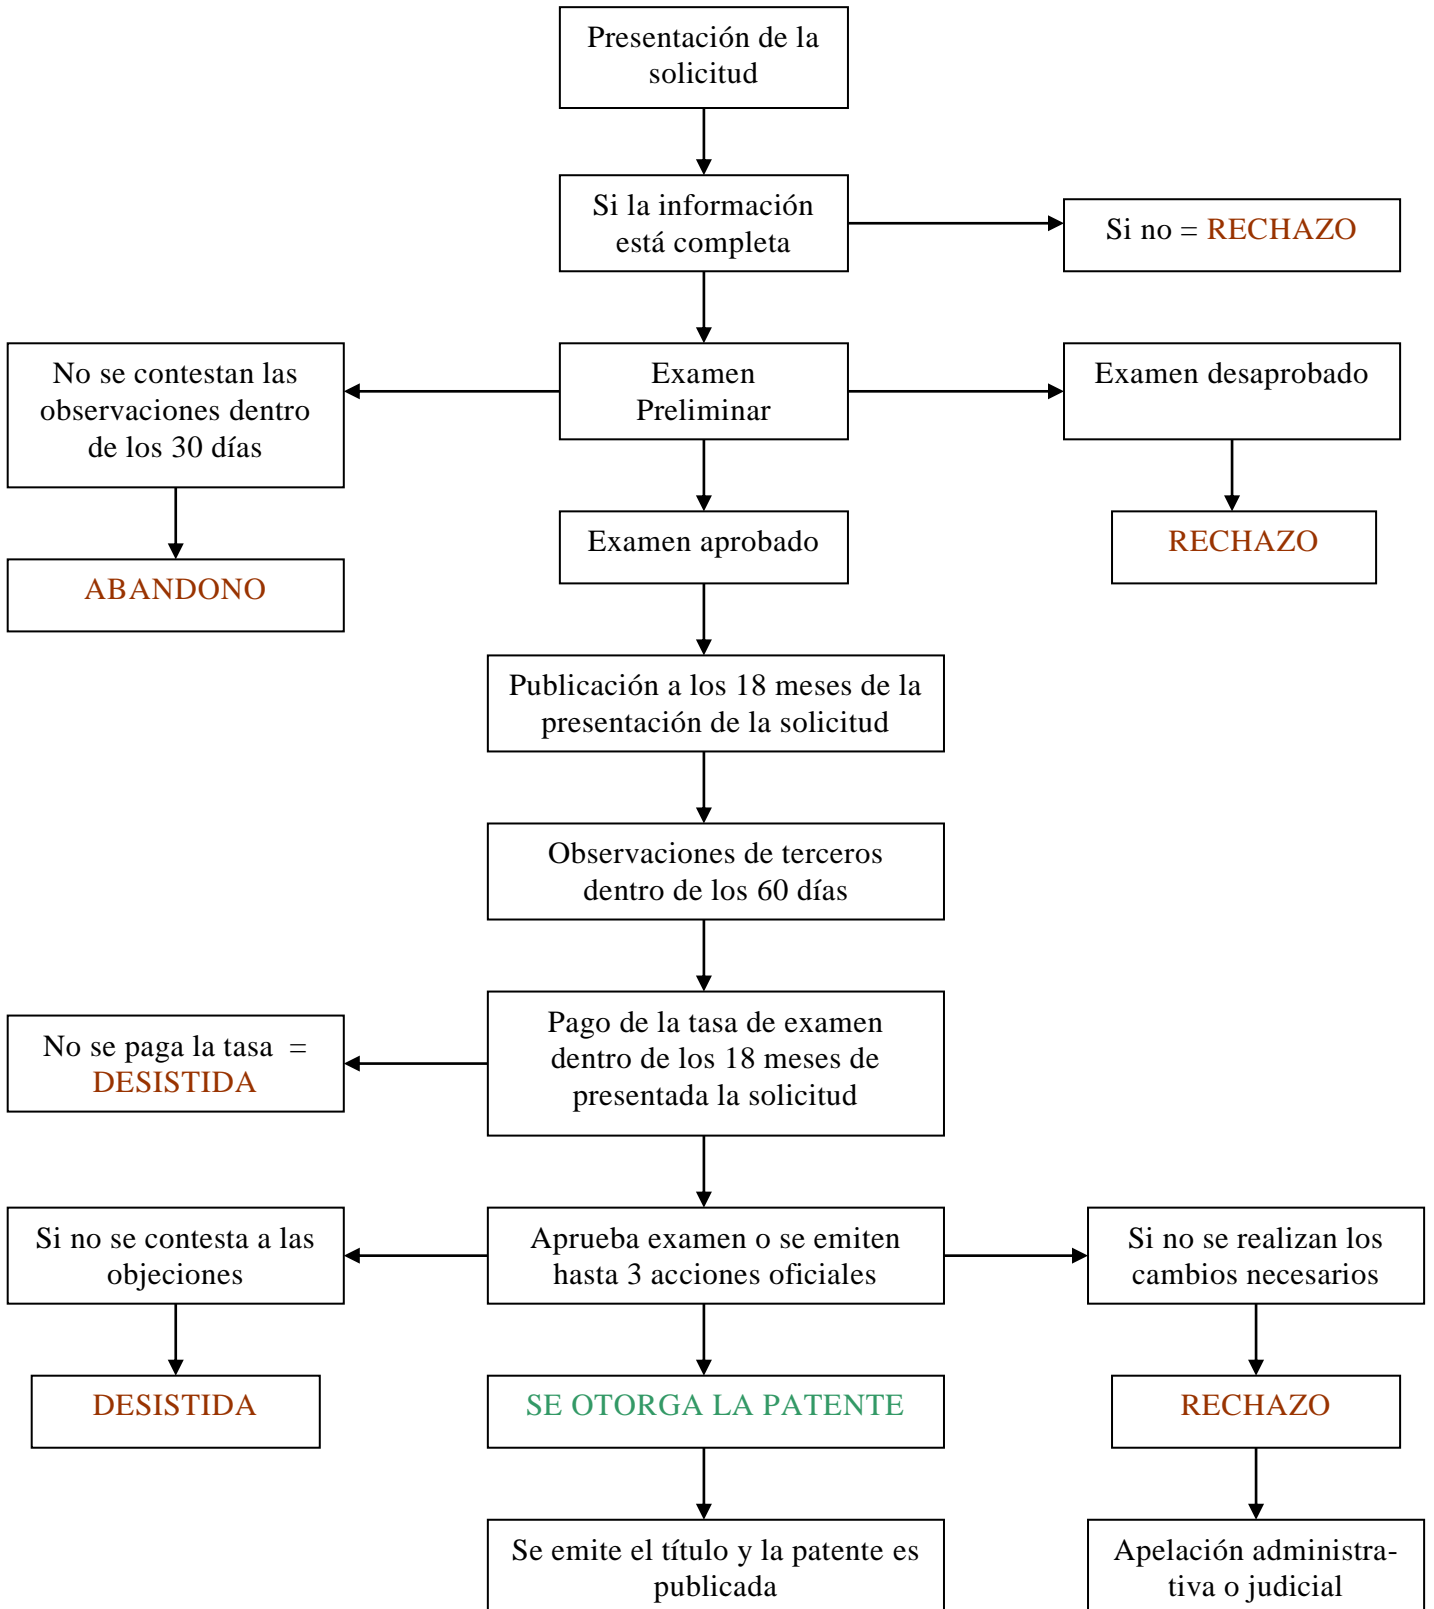 Presentación de la
solicitud
Si la información
está completa
Si no = RECHAZO
No se contestan las
observaciones dentro
de los 30 días
Examen
Preliminar
Examen desaprobado
ABANDONO
Examen aprobado
RECHAZO
Publicación a los 18 meses de la
presentación de la solicitud
Observaciones de terceros
dentro de los 60 días
No se paga la tasa =
DESISTIDA
Pago de la tasa de examen
dentro de los 18 meses de
presentada la solicitud
Si no se contesta a las
objeciones
Aprueba examen o se emiten
hasta 3 acciones oficiales
Si no se realizan los
cambios necesarios
DESISTIDA
SE OTORGA LA PATENTE
RECHAZO
Se emite el título y la patente es
publicada
Apelación administra-
tiva o judicial